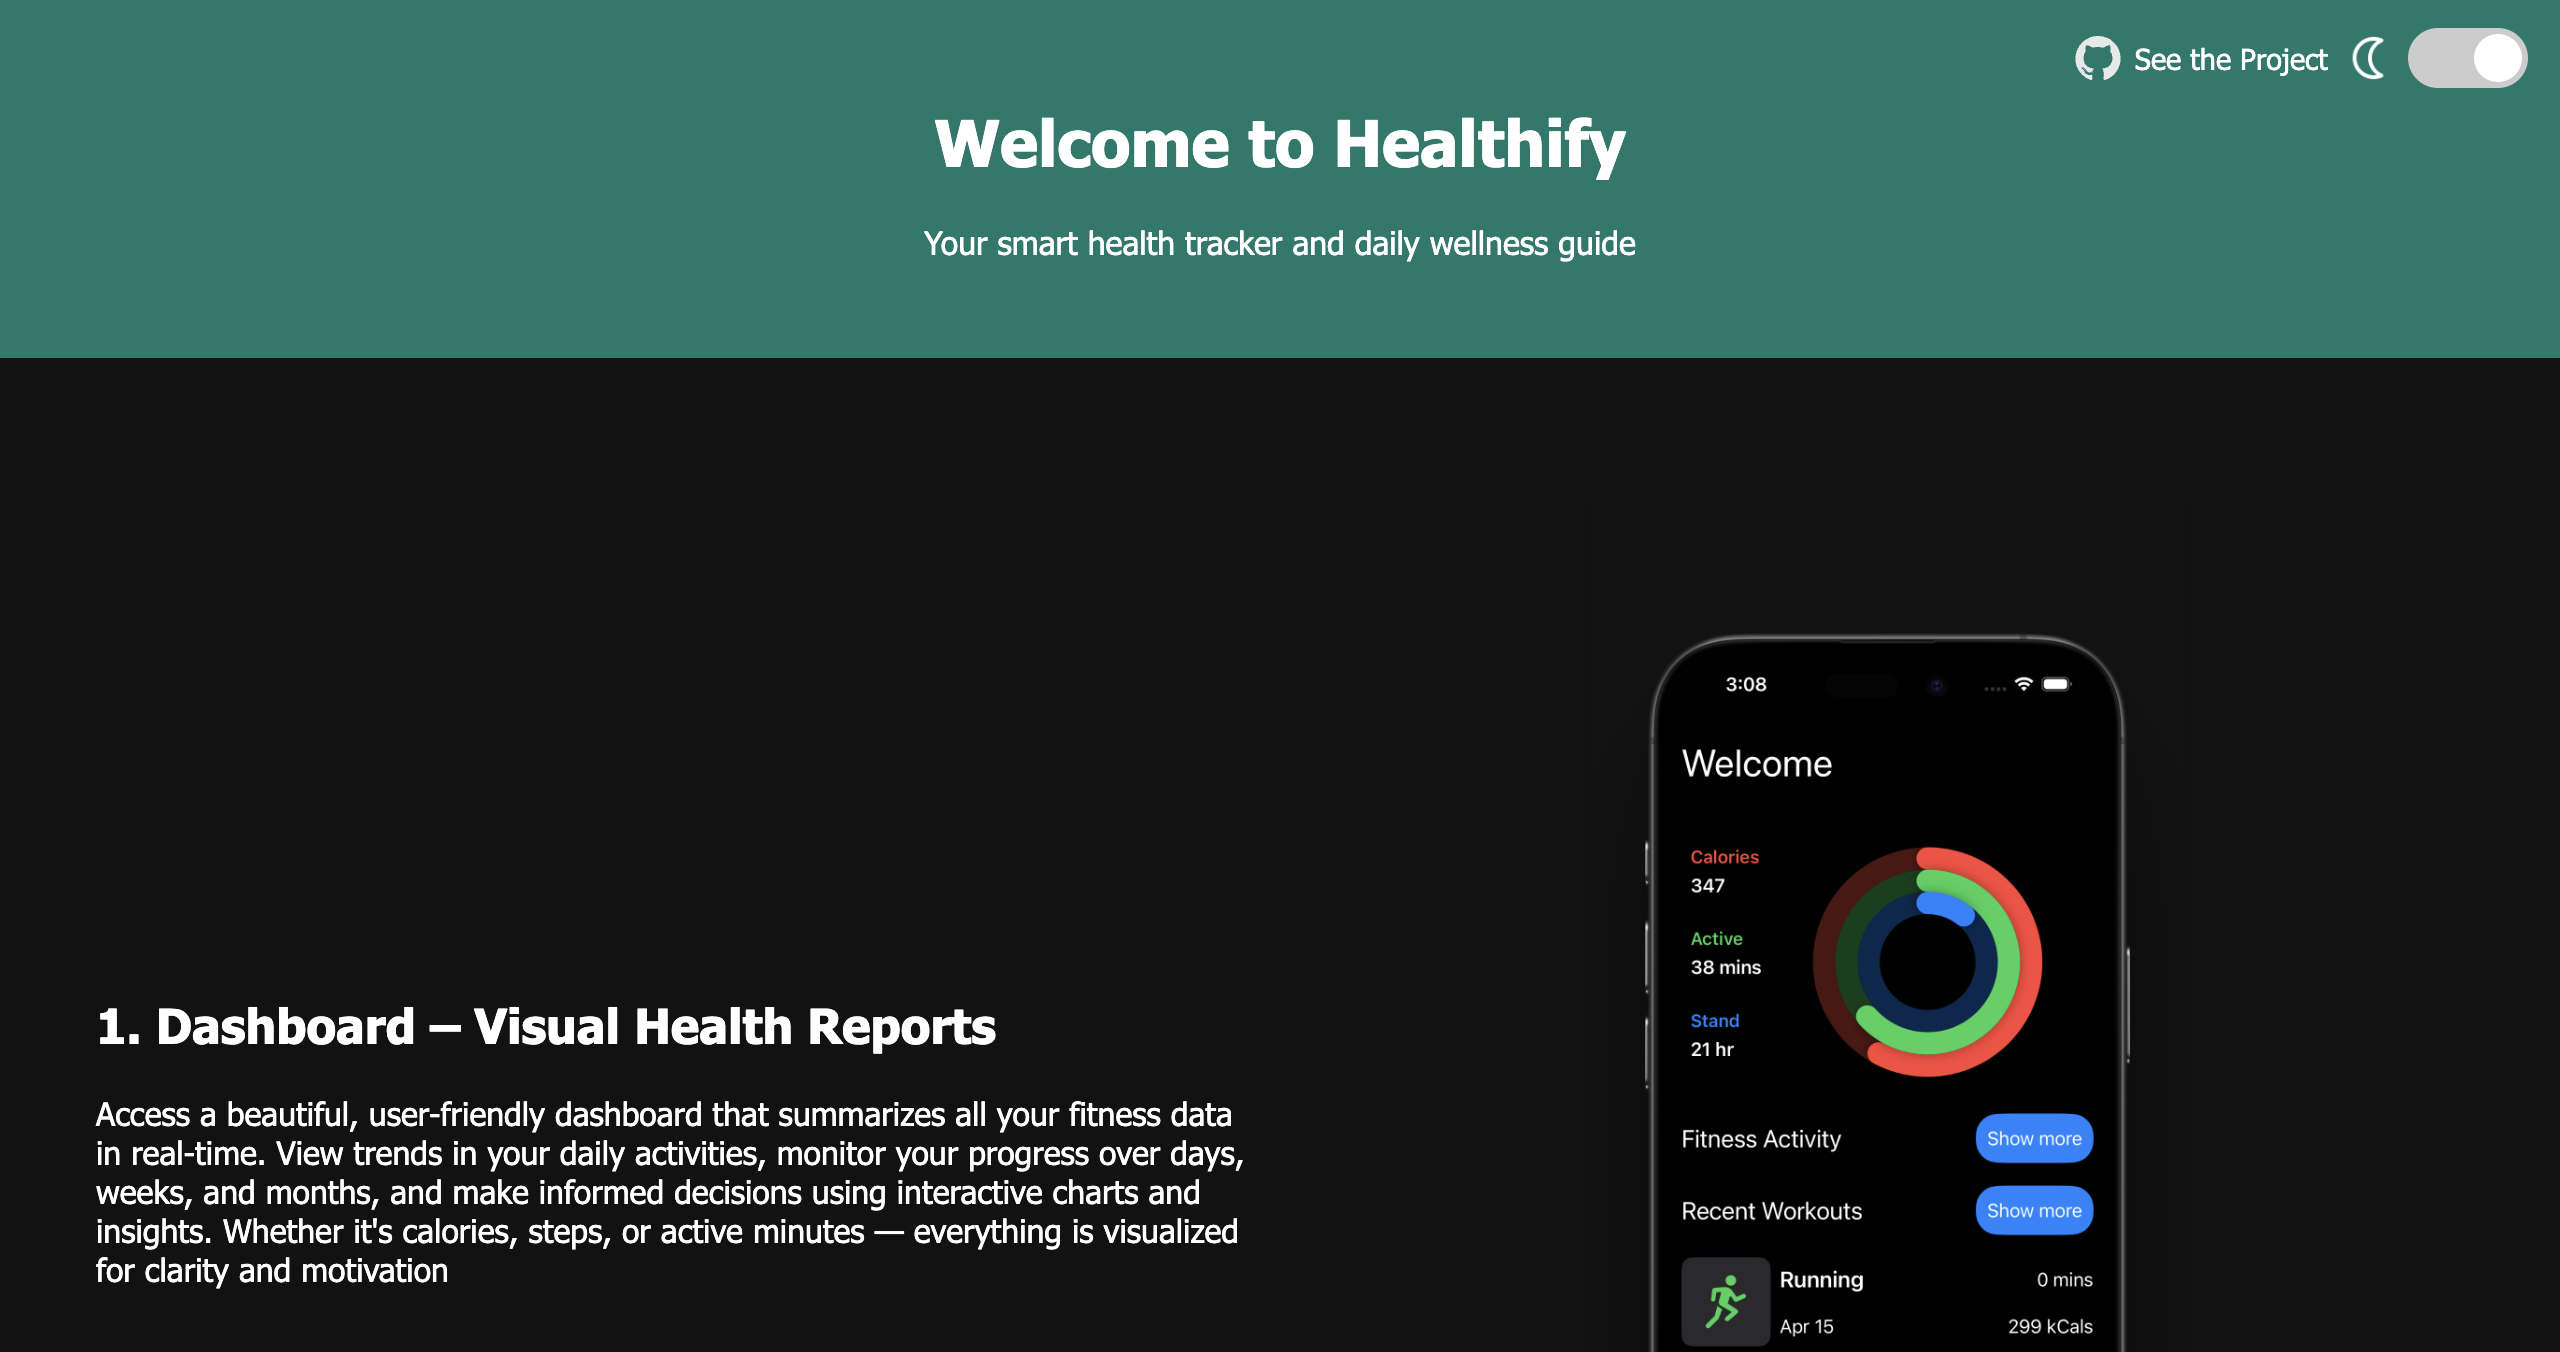 See the Project
Welcome to Healthify
Your smart health tracker and daily wellness guide
1. Dashboard – Visual Health Reports
Access a beautiful, user-friendly dashboard that summarizes all your fitness data
in real-time. View trends in your daily activities, monitor your progress over days,
weeks, and months, and make informed decisions using interactive charts and
insights. Whether it's calories, steps, or active minutes — everything is visualized
for clarity and motivation
3:08
Welcome
Calories
347
Active
38 mins
Stand
21 hr
Fitness Activity
Show more
Recent Workouts
Show more
Running
0 mins
Apr 15
299 kCals